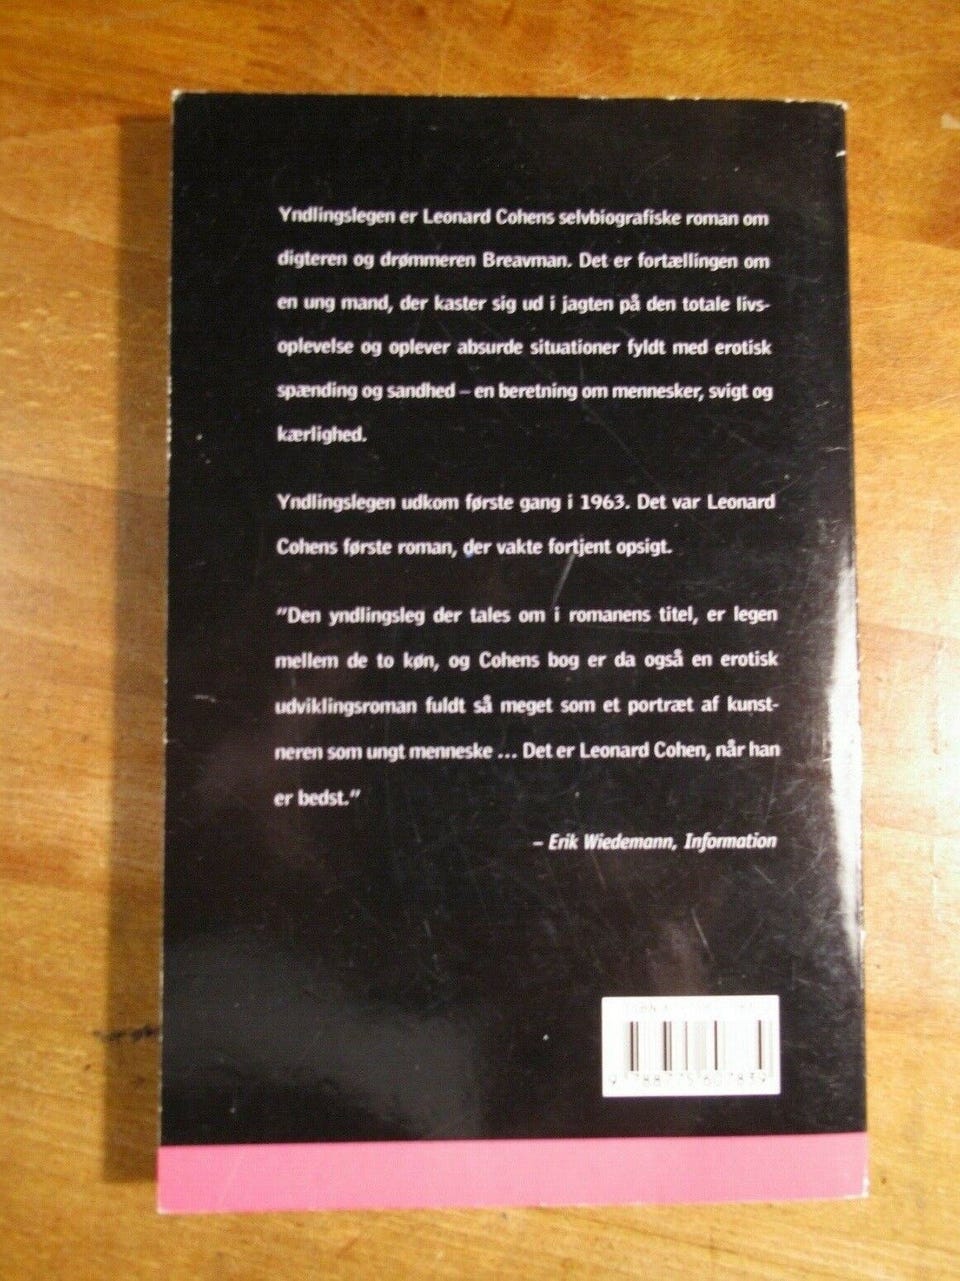 Yndlingslegen er Leonard Cohens selvbiografiske roman om
digteren og drømmeren Breavman. Det er fortællingen om
en ung mand, der kaster sig ud i jagten på den totale livs-
oplevelse og oplever absurde situationer fyldt med erotisk
spænding og sandhed – en beretning om mennesker, svigt og
kærlighed.
Yndlingslegen udkom første gang i 1963. Det var Leonard
Cohens første roman, der vakte fortjent opsigt.
”Den yndlingsleg der tales om i romanens titel, er legen
mellem de to køn, og Cohens bog er da også en erotisk
udviklingsroman fuldt så meget som et portræt af kunst-
neren som ungt menneske ... Det er Leonard Cohen, når han
er bedst.”
– Erik Wiedemann, Information
9 788775 607839